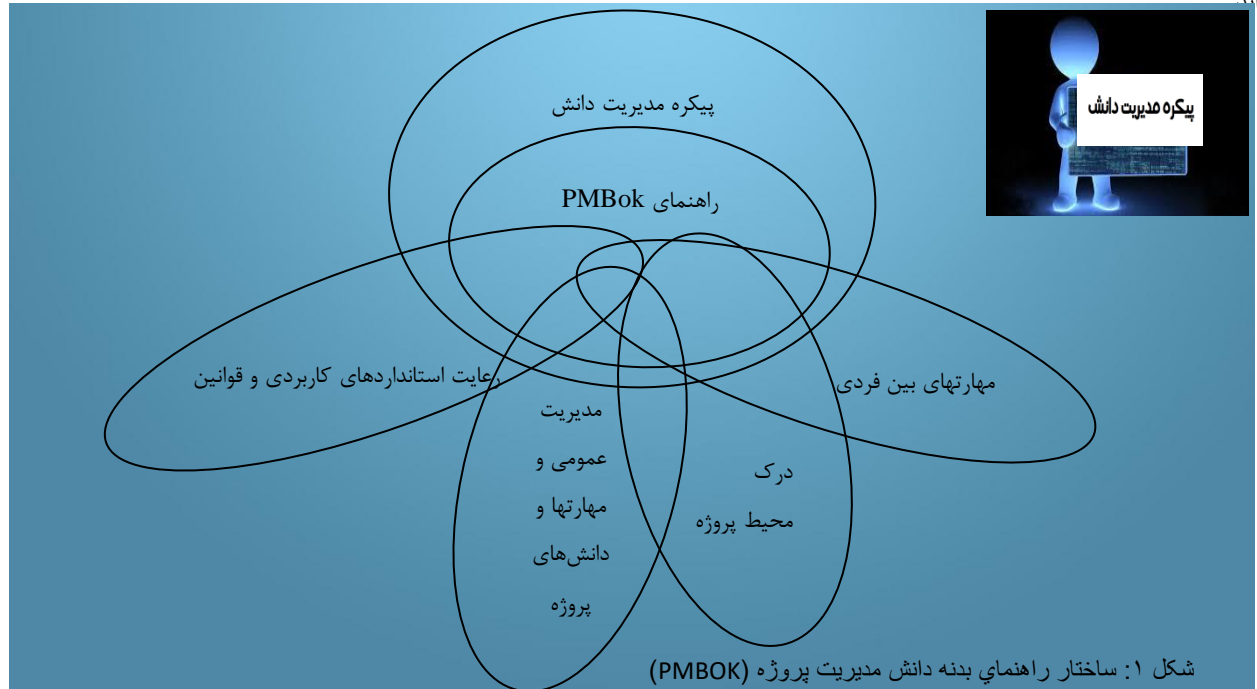 پیکره مدیریت دانش
پیکره مدیریت دانش
راهنمای PMBok
رعایت استانداردهای کاربردی و قوانین
مهارتهای بین فردی
مدیریت
عمومی و
مهارتها و
دانش‌های
پروژه
درک
محیط پروژه
شکل ۱: ساختار راهنماي بدنه دانش مديريت پروژه (PMBOK)